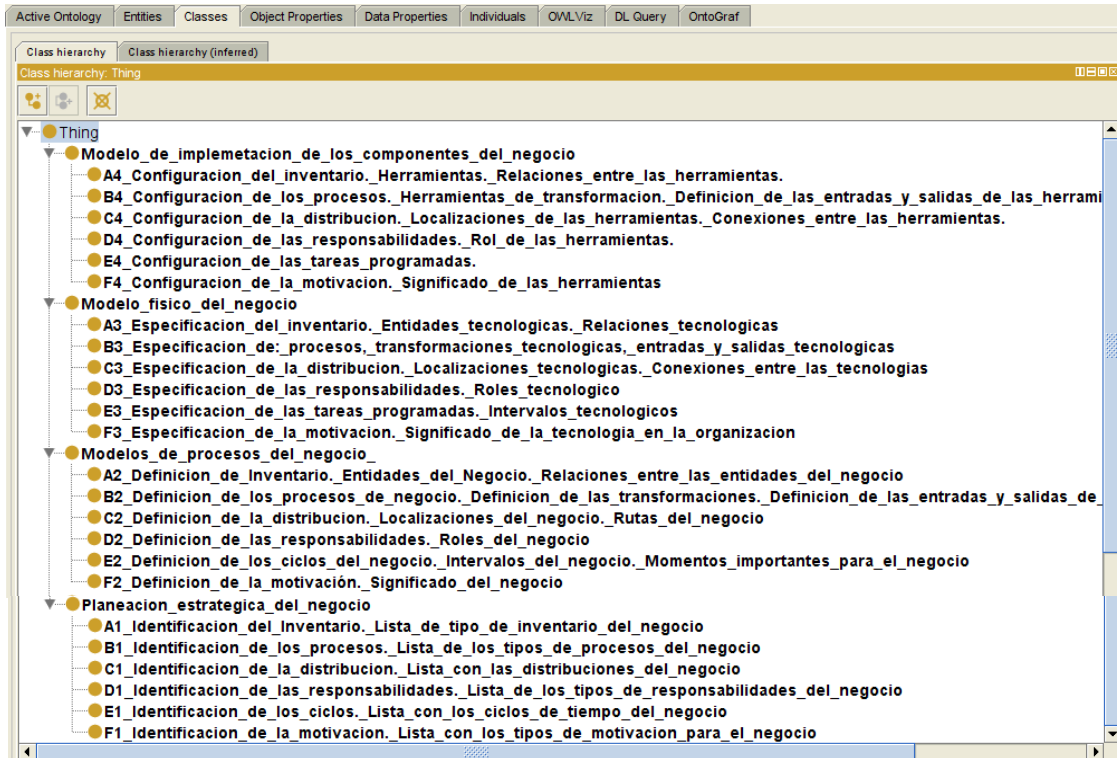 Active Ontology Entities Classes Object Properties Data Properties Individuals OWLViz DL Query OntoGraf
Class hierarchy Class hierarchy (inferred)
Class hierarchy: Thing
Thing
Modelo_de_implemetacion_de_los_componentes_del_negocio
A4_Configuracion_del_inventario._Herramientas._Relaciones_entre_las_herramientas.
B4_Configuracion_de_los_procesos._Herramientas_de_transformacion._Definicion_de_las_entradas_y_salidas_de_las_herrami
C4_Configuracion_de_la_distribucion._Localizaciones_de_las_herramientas._Conexiones_entre_las_herramientas.
D4_Configuracion_de_las_responsabilidades._Rol_de_las_herramientas.
E4_Configuracion_de_las_tareas_programadas.
F4_Configuracion_de_la_motivacion._Significado_de_las_herramientas
Modelo_fisico_del_negocio
A3_Especificacion_del_inventario._Entidades_tecnologicas._Relaciones_tecnologicas
B3_Especificacion_de:_procesos,_transformaciones_tecnologicas,_entradas_y_salidas_tecnologicas
C3_Especificacion_de_la_distribucion._Localizaciones_tecnologicas._Conexiones_entre_las_tecnologias
D3_Especificacion_de_las_responsabilidades._Roles_tecnologico
E3_Especificacion_de_las_tareas_programadas._Intervalos_tecnologicos
F3_Especificacion_de_la_motivacion._Significado_de_la_tecnologia_en_la_organizacion
Modelos_de_procesos_del_negocio_
A2_Definicion_de_Inventario._Entidades_del_Negocio._Relaciones_entre_las_entidades_del_negocio
B2_Definicion_de_los_procesos_de_negocio._Definicion_de_las_transformaciones._Definicion_de_las_entradas_y_salidas_de_
C2_Definicion_de_la_distribucion._Localizaciones_del_negocio._Rutas_del_negocio
D2_Definicion_de_las_responsabilidades._Roles_del_negocio
E2_Definicion_de_los_ciclos_del_negocio._Intervalos_del_negocio._Momentos_importantes_para_el_negocio
F2_Definicion_de_la_motivación._Significado_del_negocio
Planeacion_estrategica_del_negocio
A1_Identificacion_del_Inventario._Lista_de_tipo_de_inventario_del_negocio
B1_Identificacion_de_los_procesos._Lista_de_los_tipos_de_procesos_del_negocio
C1_Identificacion_de_la_distribucion._Lista_con_las_distribuciones_del_negocio
D1_Identificacion_de_las_responsabilidades._Lista_de_los_tipos_de_responsabilidades_del_negocio
E1_Identificacion_de_los_ciclos._Lista_con_los_ciclos_de_tiempo_del_negocio
F1_Identificacion_de_la_motivacion._Lista_con_los_tipos_de_motivacion_para_el_negocio